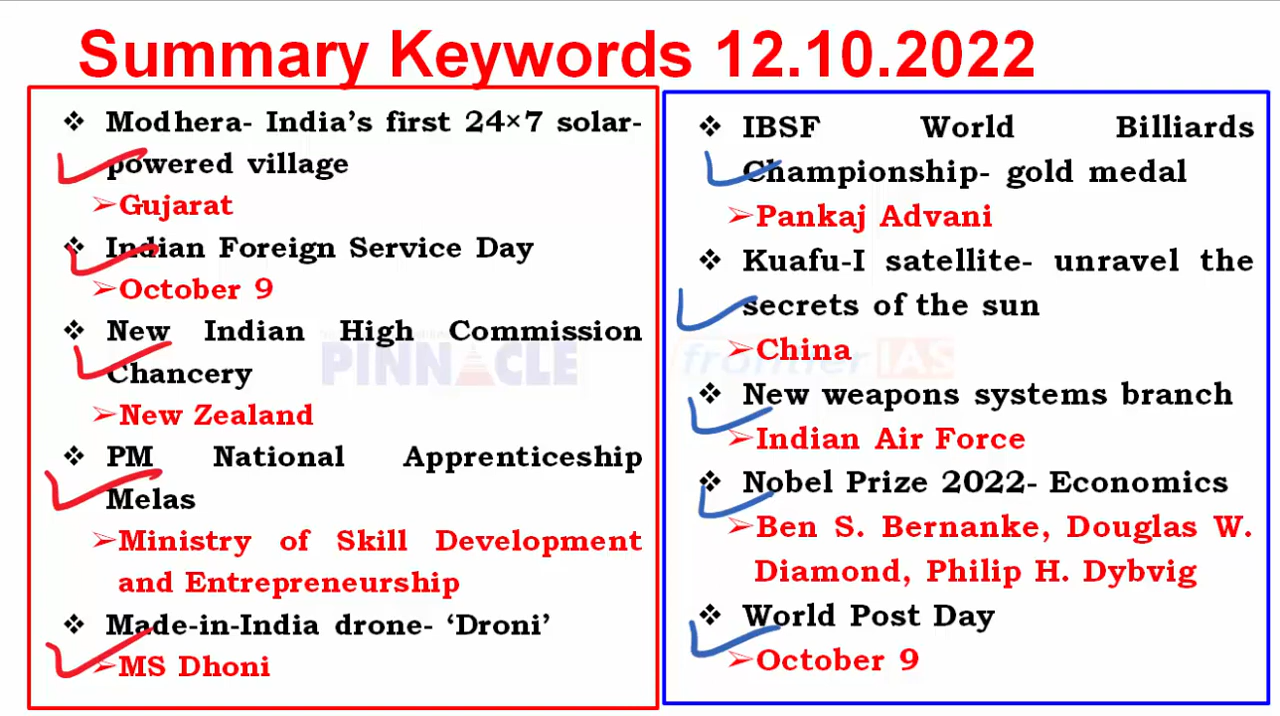 Summary Keywords 12.10.2022
❖ Modhera- India’s first 24×7 solar-
powered village
➢Gujarat
❖ Indian Foreign Service Day
➢October 9
❖ New Indian High Commission
Chancery
➢New Zealand
❖ PM National Apprenticeship
Melas
➢Ministry of Skill Development
and Entrepreneurship
❖ Made-in-India drone- ‘Droni’
➢MS Dhoni
❖ IBSF World Billiards
Championship- gold medal
➢Pankaj Advani
❖ Kuafu-I satellite- unravel the
secrets of the sun
➢China
❖ New weapons systems branch
➢Indian Air Force
❖ Nobel Prize 2022- Economics
➢Ben S. Bernanke, Douglas W.
Diamond, Philip H. Dybvig
❖ World Post Day
➢October 9
PINNACLE
frontier IAS